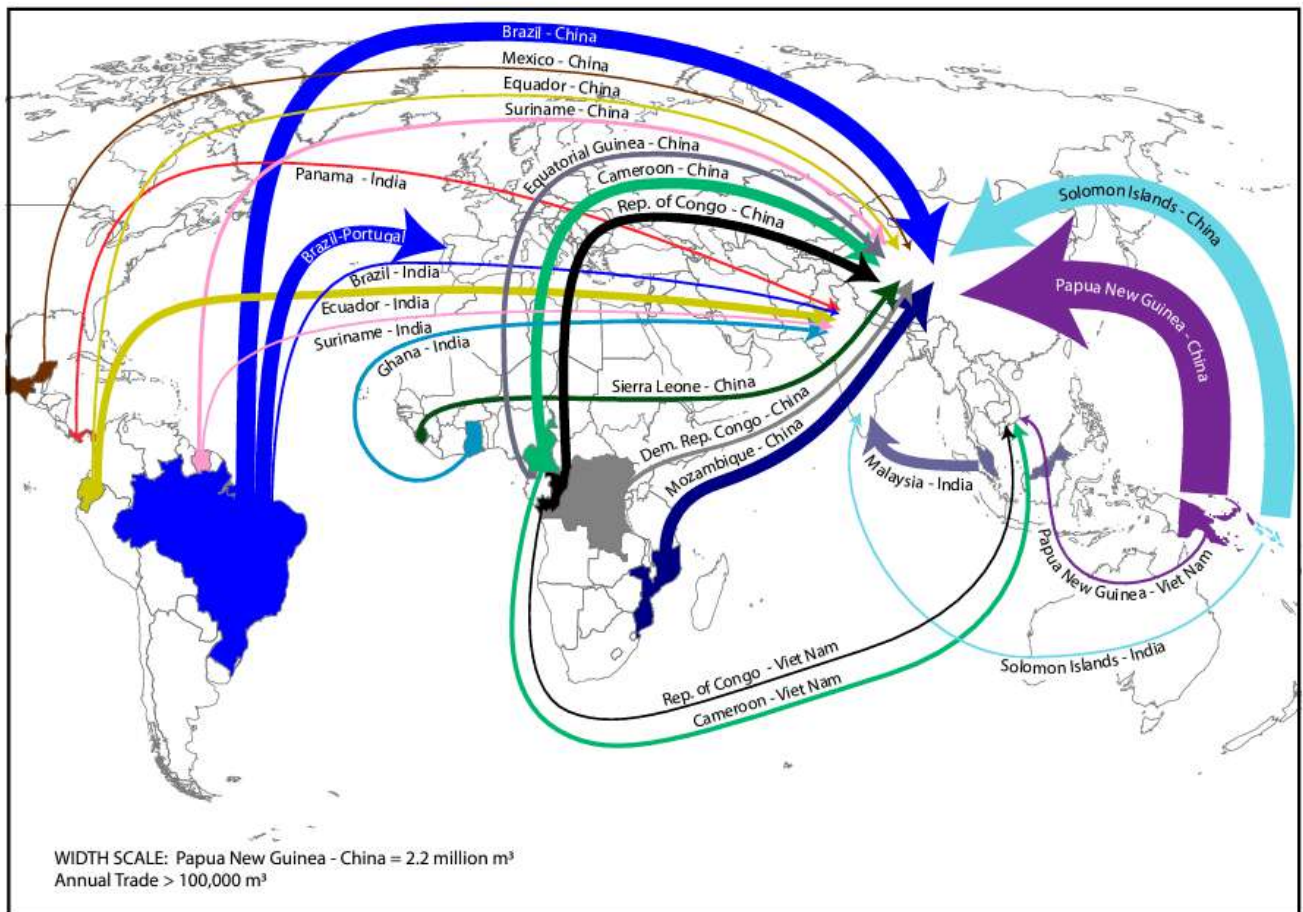 Brazil - China
Mexico - China
Equador - China
Suriname - China
Equatorial Guinea - China
Cameroon - China
Rep. of Congo - China
Panama - India
Brazil-Portugal
Brazil - India
Ecuador - India
Suriname - India
Ghana - India
Sierra Leone - China
Dem. Rep. Congo - China
Mozambique - China
Solomon Islands - China
Papua New Guinea - China
Malaysia - India
Papua New Guinea - Viet Nam
Solomon Islands - India
Rep. of Congo - Viet Nam
Cameroon - Viet Nam
WIDTH SCALE: Papua New Guinea - China = 2.2 million m³
Annual Trade > 100,000 m³